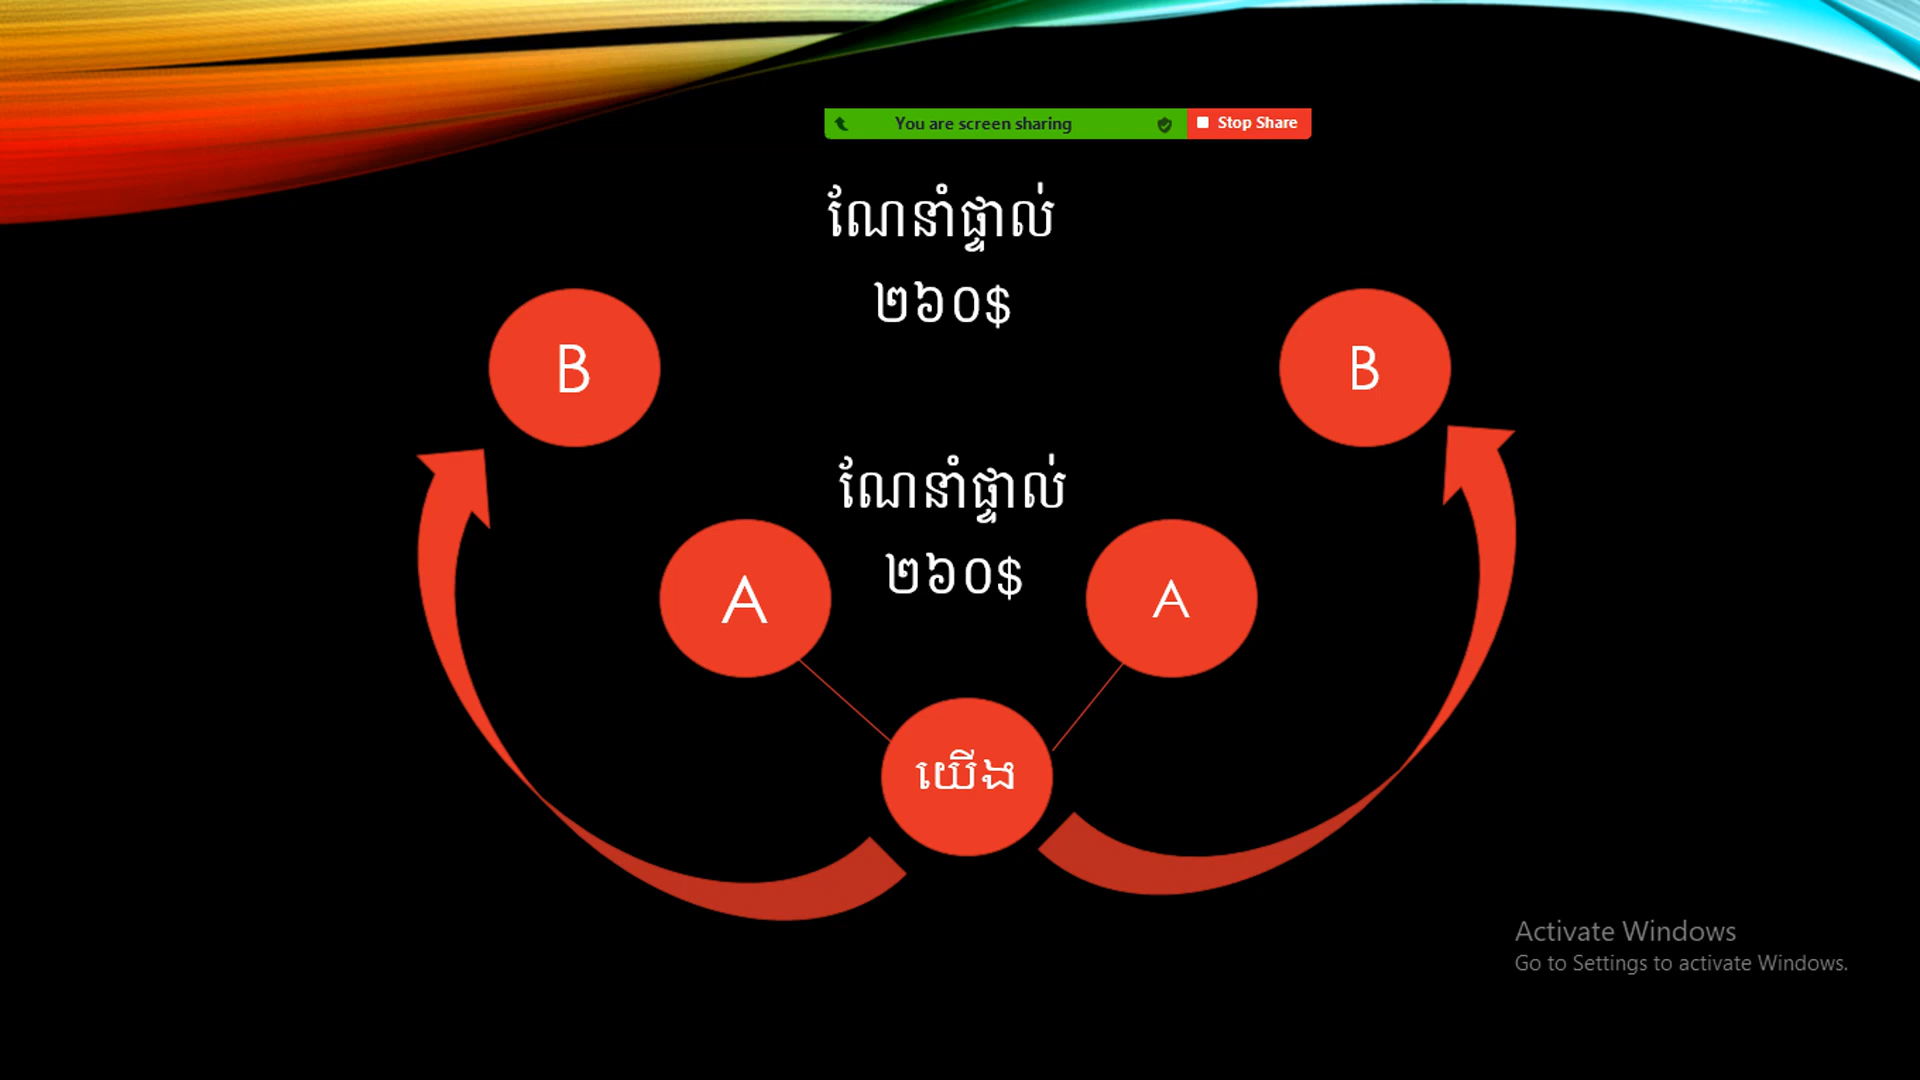 You are screen sharing
Stop Share
ណែនាំផ្ទាល់
២៦០$
B
B
ណែនាំផ្ទាល់
២៦០$
A
A
យើង
Activate Windows
Go to Settings to activate Windows.